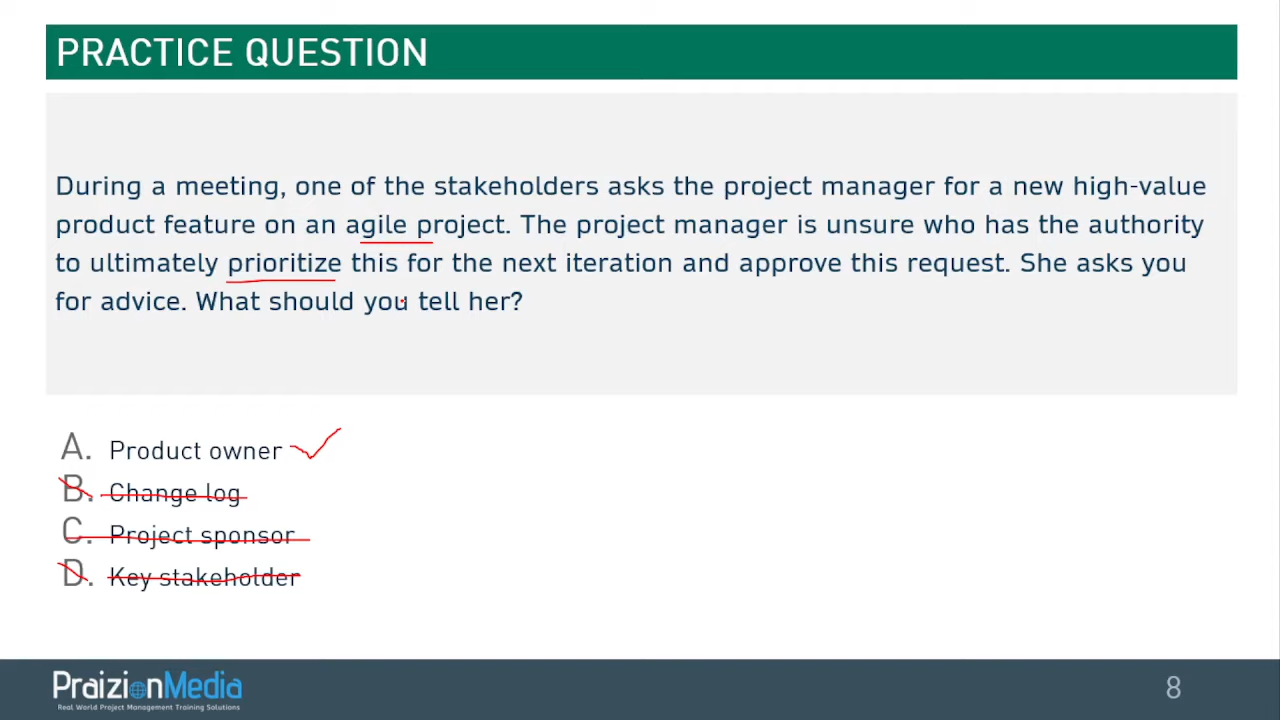 PRACTICE QUESTION
During a meeting, one of the stakeholders asks the project manager for a new high-value
product feature on an agile project. The project manager is unsure who has the authority
to ultimately prioritize this for the next iteration and approve this request. She asks you
for advice. What should you tell her?
A. Product owner
B. Change log
C. Project sponsor
D. Key stakeholder
PraizionMedia
Real World Project Management Training Solutions
8